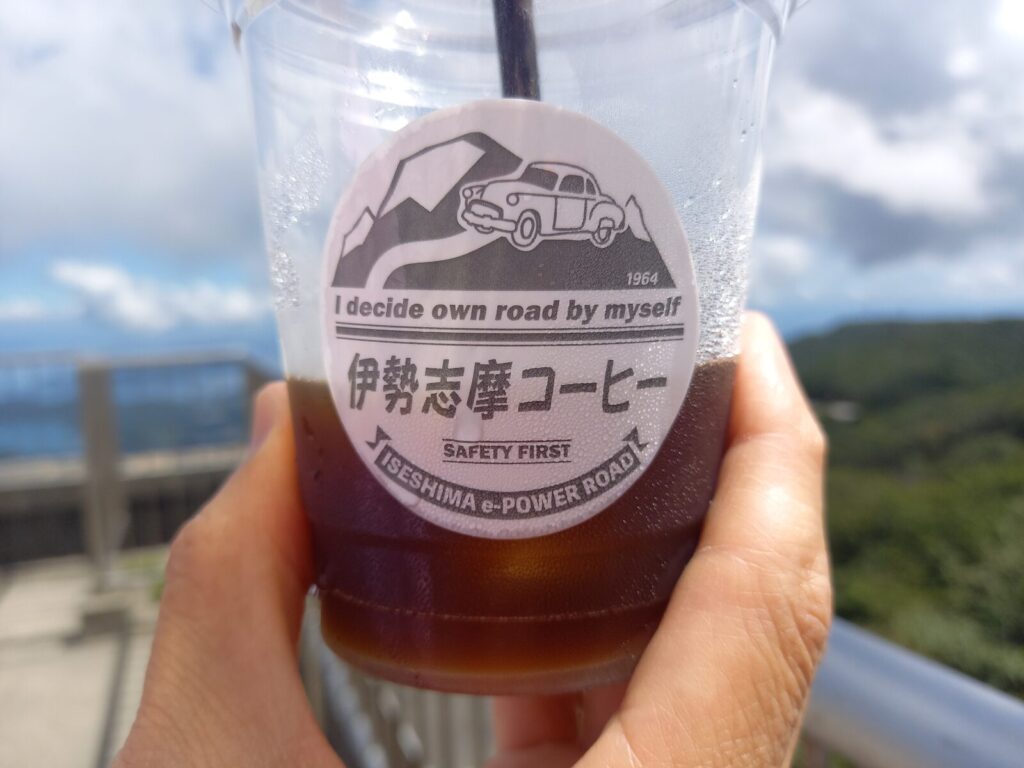 1964
I decide own road by myself
伊勢志摩コーヒー
SAFETY FIRST
ISESHIMA e-POWER ROAD